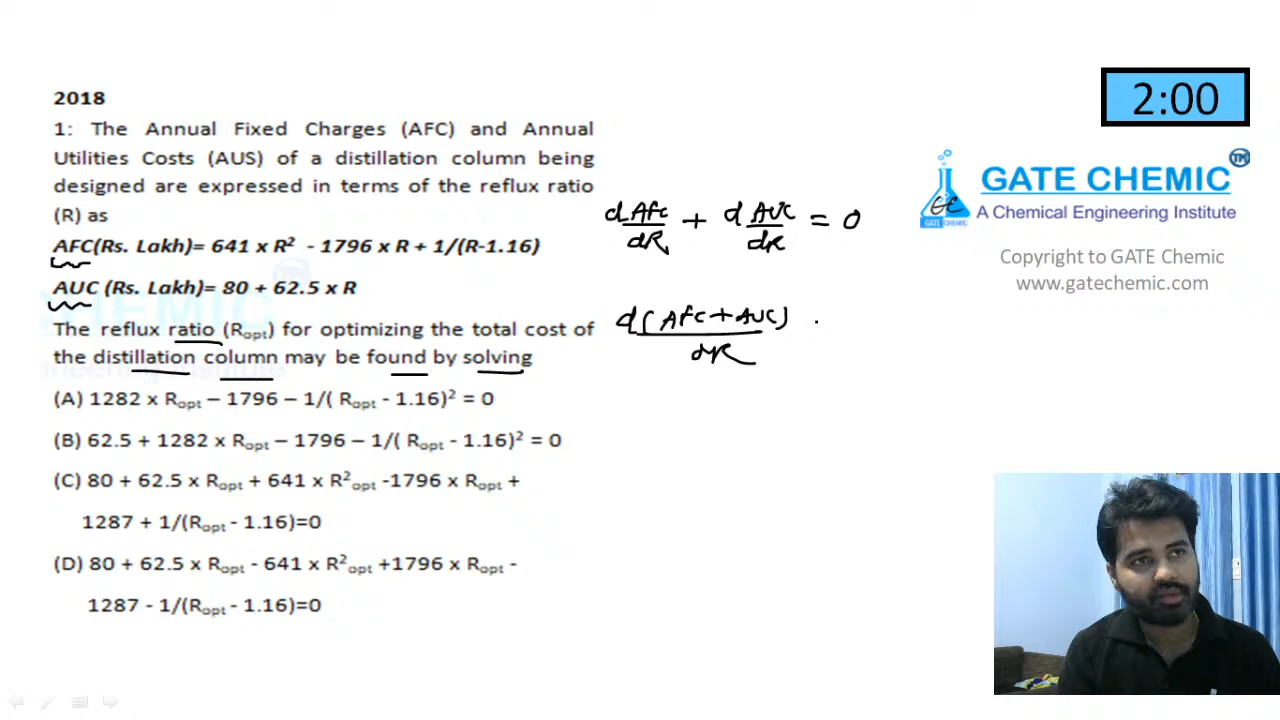 2018
1: The Annual Fixed Charges (AFC) and Annual
Utilities Costs (AUS) of a distillation column being
designed are expressed in terms of the reflux ratio
(R) as
AFC(Rs. Lakh)= 641 x R² - 1796 x R + 1/(R-1.16)
AUC (Rs. Lakh)= 80 + 62.5 x R
The reflux ratio (Ropt) for optimizing the total cost of
the distillation column may be found by solving
(A) 1282 x Ropt – 1796 – 1/( Ropt - 1.16)² = 0
(B) 62.5 + 1282 x Ropt – 1796 – 1/( Ropt - 1.16)² = 0
(C) 80 + 62.5 x Ropt + 641 x R²opt -1796 x Ropt +
1287 + 1/(Ropt - 1.16)=0
(D) 80 + 62.5 x Ropt - 641 x R²opt +1796 x Ropt -
1287 - 1/(Ropt - 1.16)=0
dAFC/dR + dAUC/dR = 0
d(AFC+AUC)/dR
2:00
GATE CHEMIC
TM
A Chemical Engineering Institute
GC
GATE CHEMIC
Copyright to GATE Chemic
www.gatechemic.com